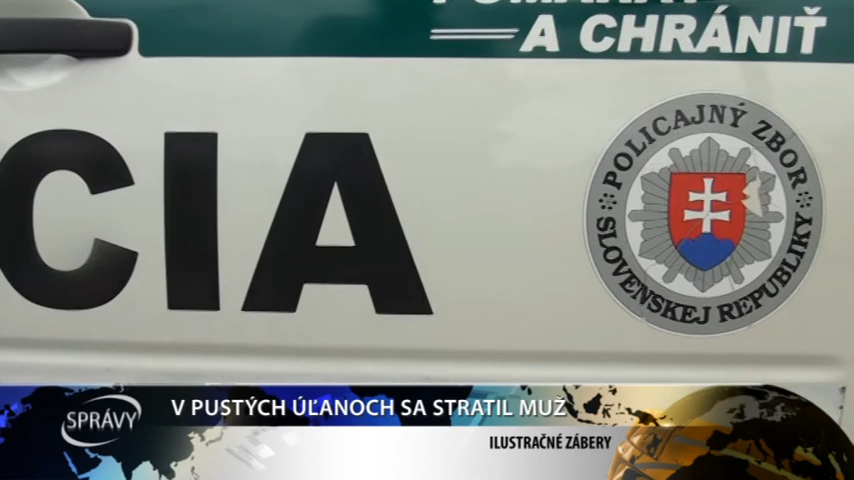 A CHRÁNIŤ
CIA
POLICAJNÝ ZBOR
SLOVENSKEJ REPUBLIKY
SPRÁVY
V PUSTÝCH ÚĽANOCH SA STRATIL MUŽ
ILUSTRAČNÉ ZÁBERY